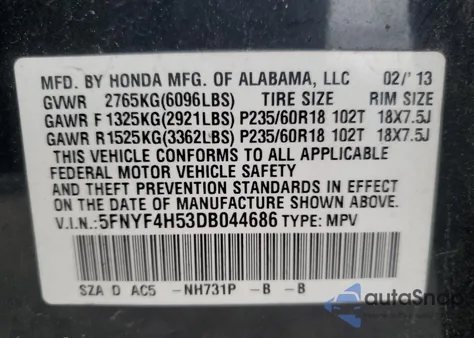 MFD. BY HONDA MFG. OF ALABAMA, LLC 02/'13
GVWR 2765KG(6096LBS) TIRE SIZE RIM SIZE
GAWR F 1325KG(2921LBS) P235/60R18 102T 18X7.5J
GAWR R 1525KG(3362LBS) P235/60R18 102T 18X7.5J
THIS VEHICLE CONFORMS TO ALL APPLICABLE
FEDERAL MOTOR VEHICLE SAFETY
AND THEFT PREVENTION STANDARDS IN EFFECT
ON THE DATE OF MANUFACTURE SHOWN ABOVE.
V.I.N.:5FNYF4H53DB044686 TYPE: MPV
SZA D AC5 -NH731P -B -B
autoSnap